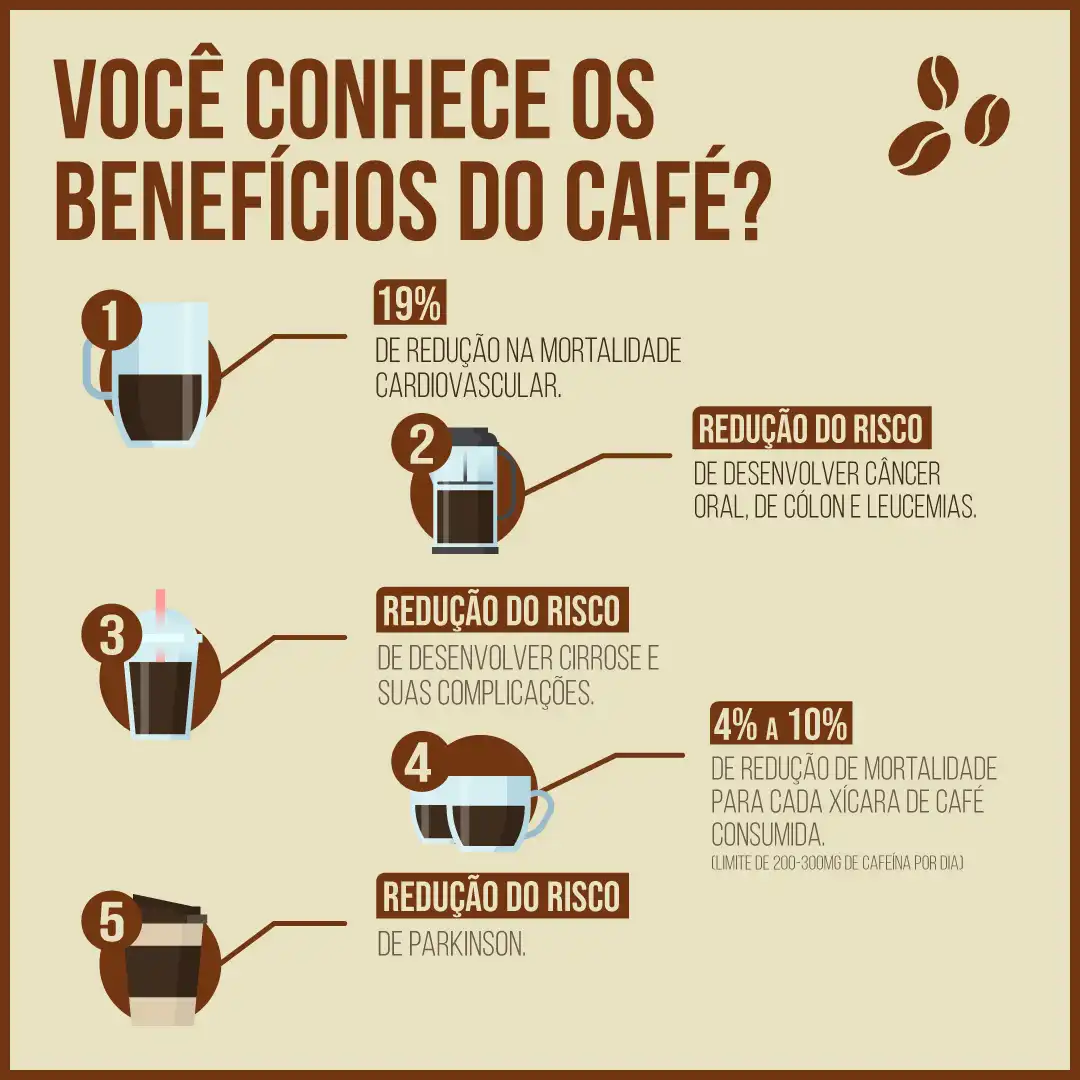 VOCÊ CONHECE OS
BENEFÍCIOS DO CAFÉ?
1
19%
DE REDUÇÃO NA MORTALIDADE
CARDIOVASCULAR.
2
REDUÇÃO DO RISCO
DE DESENVOLVER CÂNCER
ORAL, DE CÓLON E LEUCEMIAS.
3
REDUÇÃO DO RISCO
DE DESENVOLVER CIRROSE E
SUAS COMPLICAÇÕES.
4
4% A 10%
DE REDUÇÃO DE MORTALIDADE
PARA CADA XÍCARA DE CAFÉ
CONSUMIDA.
(LIMITE DE 200-300MG DE CAFEÍNA POR DIA)
5
REDUÇÃO DO RISCO
DE PARKINSON.